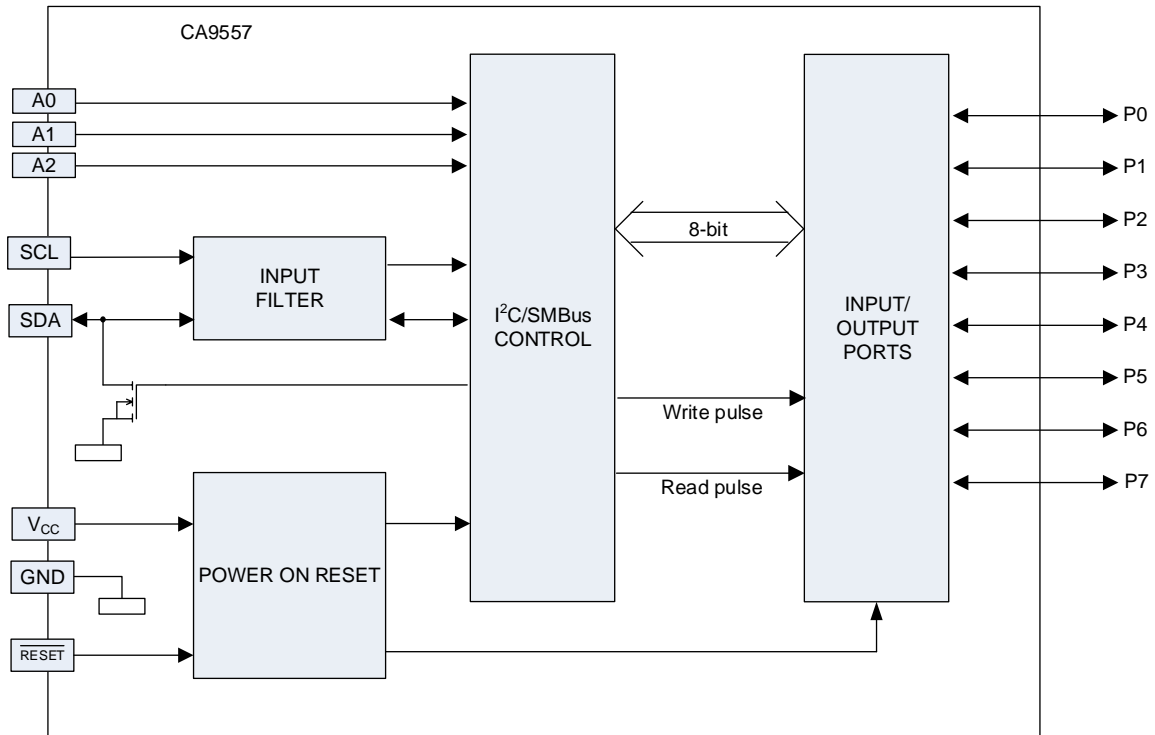 CA9557
A0
A1
A2
SCL
SDA
INPUT
FILTER
I²C/SMBus
CONTROL
8-bit
INPUT/
OUTPUT
PORTS
Write pulse
Read pulse
P0
P1
P2
P3
P4
P5
P6
P7
VCC
GND
RESET
POWER ON RESET